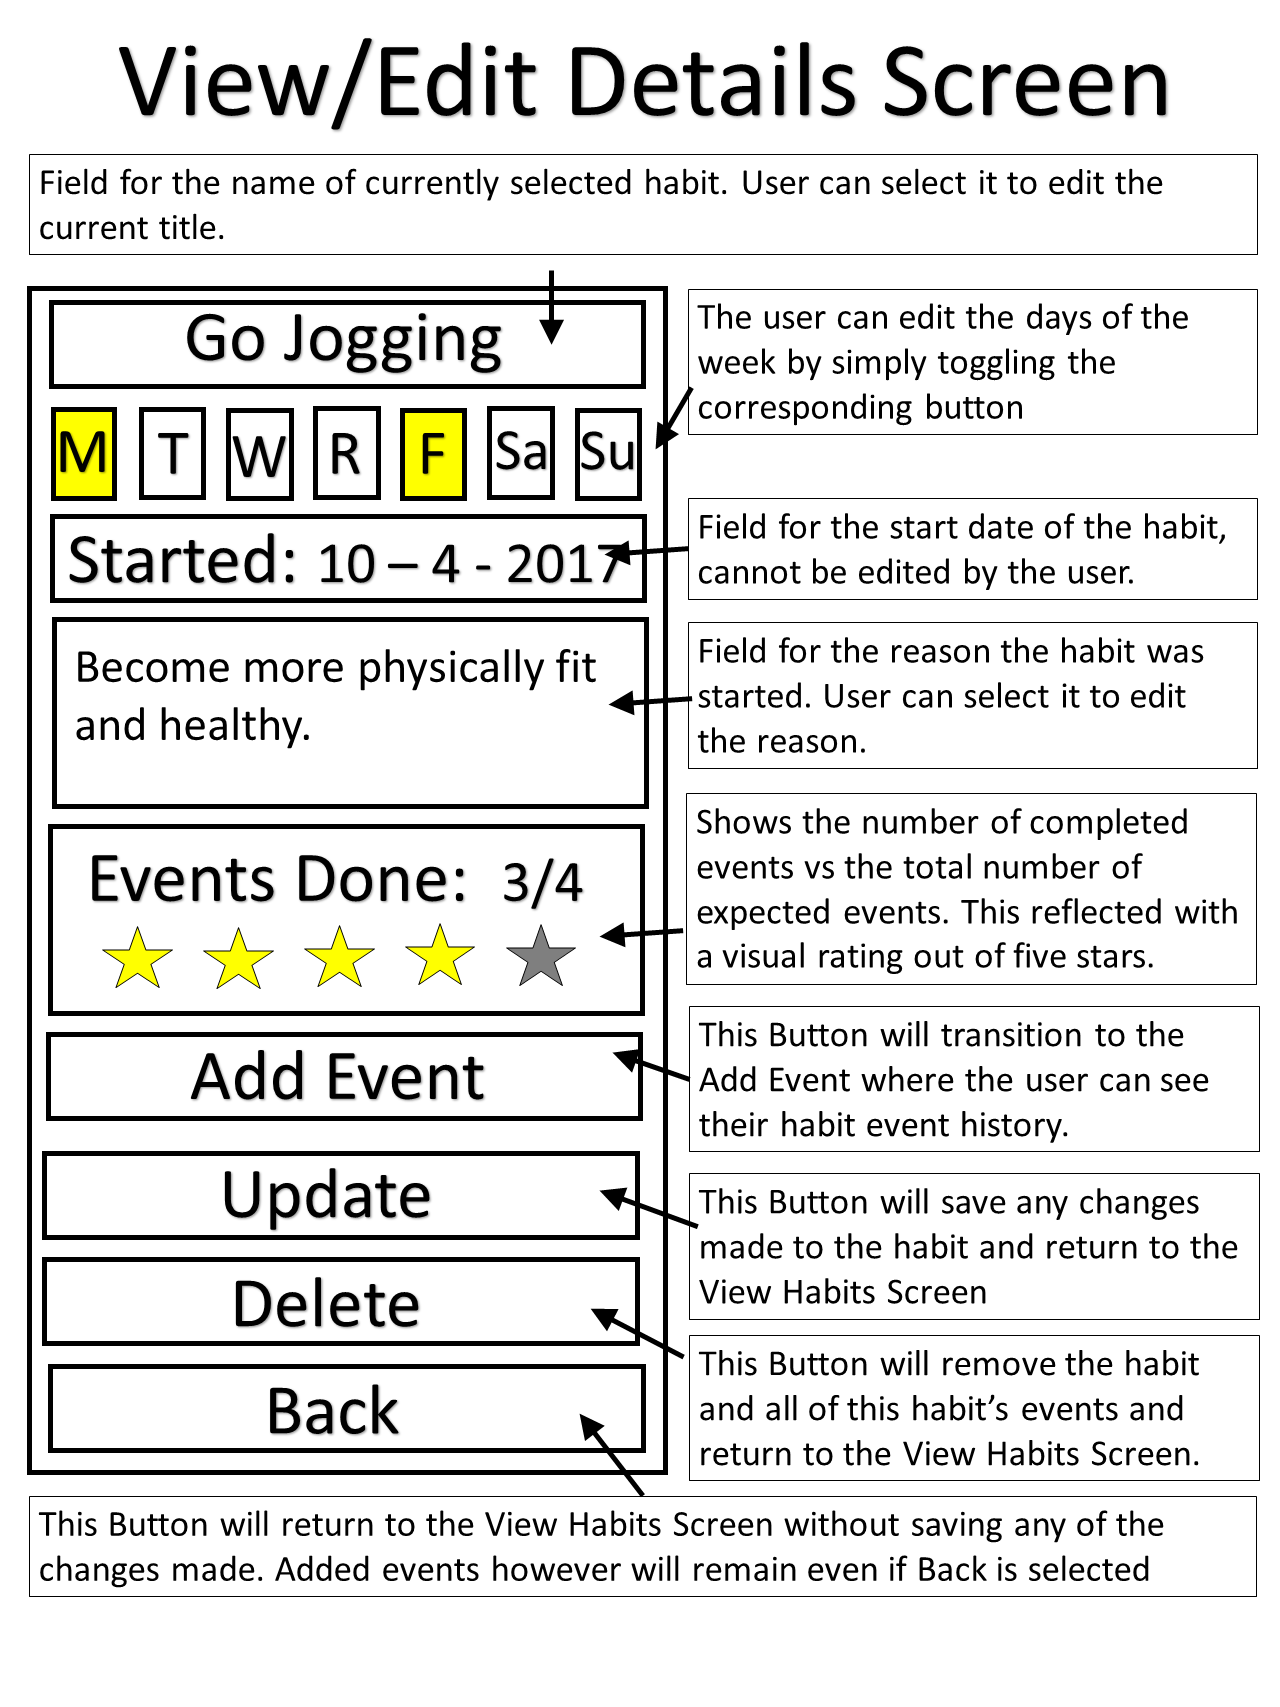 View/Edit Details Screen
Field for the name of currently selected habit. User can select it to edit the
current title.
Go Jogging
The user can edit the days of the
week by simply toggling the
corresponding button
M T W R F Sa Su
Started: 10 – 4 - 2017
Field for the start date of the habit,
cannot be edited by the user.
Become more physically fit
and healthy.
Field for the reason the habit was
started. User can select it to edit
the reason.
Events Done: 3/4
Shows the number of completed
events vs the total number of
expected events. This reflected with
a visual rating out of five stars.
Add Event
This Button will transition to the
Add Event where the user can see
their habit event history.
Update
This Button will save any changes
made to the habit and return to the
View Habits Screen
Delete
This Button will remove the habit
and all of this habit’s events and
return to the View Habits Screen.
Back
This Button will return to the View Habits Screen without saving any of the
changes made. Added events however will remain even if Back is selected